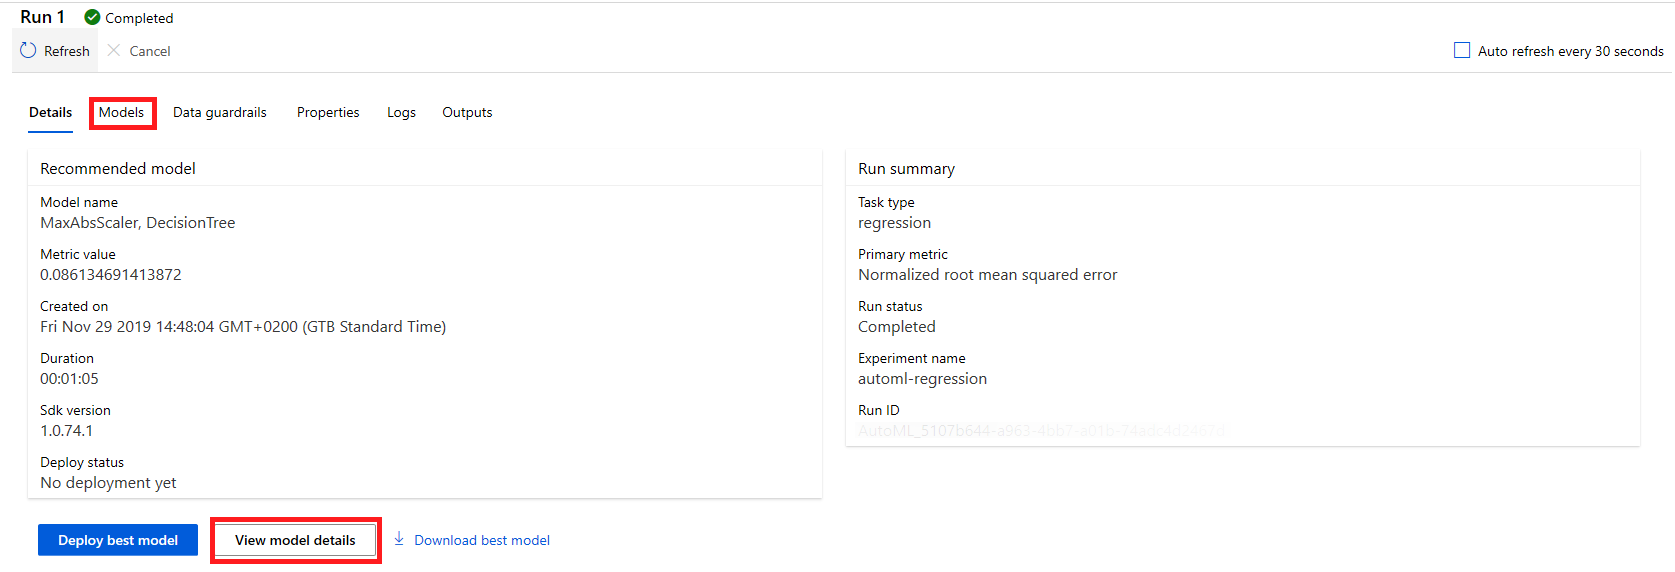 Run 1 Completed
Refresh Cancel Auto refresh every 30 seconds
Details Models Data guardrails Properties Logs Outputs
Recommended model
Model name
MaxAbsScaler, DecisionTree
Metric value
0.086134691413872
Created on
Fri Nov 29 2019 14:48:04 GMT+0200 (GTB Standard Time)
Duration
00:01:05
Sdk version
1.0.74.1
Deploy status
No deployment yet
Run summary
Task type
regression
Primary metric
Normalized root mean squared error
Run status
Completed
Experiment name
automl-regression
Run ID
Deploy best model View model details Download best model